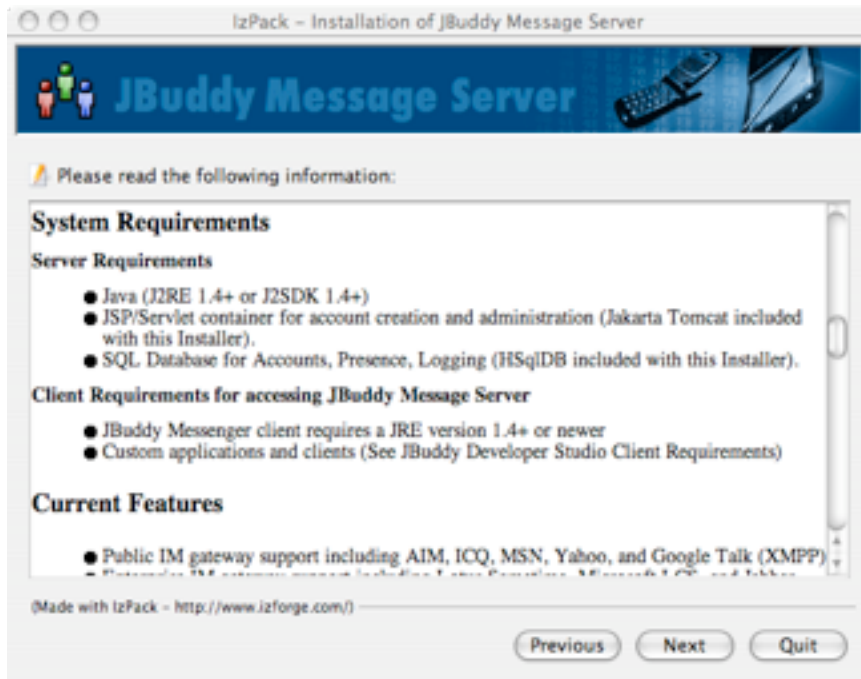 IzPack - Installation of JBuddy Message Server
JBuddy Message Server
Please read the following information:
System Requirements
Server Requirements
● Java (J2RE 1.4+ or J2SDK 1.4+)
● JSP/Servlet container for account creation and administration (Jakarta Tomcat included
with this Installer).
● SQL Database for Accounts, Presence, Logging (HSqlDB included with this Installer).
Client Requirements for accessing JBuddy Message Server
● JBuddy Messenger client requires a JRE version 1.4+ or newer
● Custom applications and clients (See JBuddy Developer Studio Client Requirements)
Current Features
● Public IM gateway support including AIM, ICQ, MSN, Yahoo, and Google Talk (XMPP)
(Made with IzPack - http://www.izforge.com/)
Previous
Next
Quit